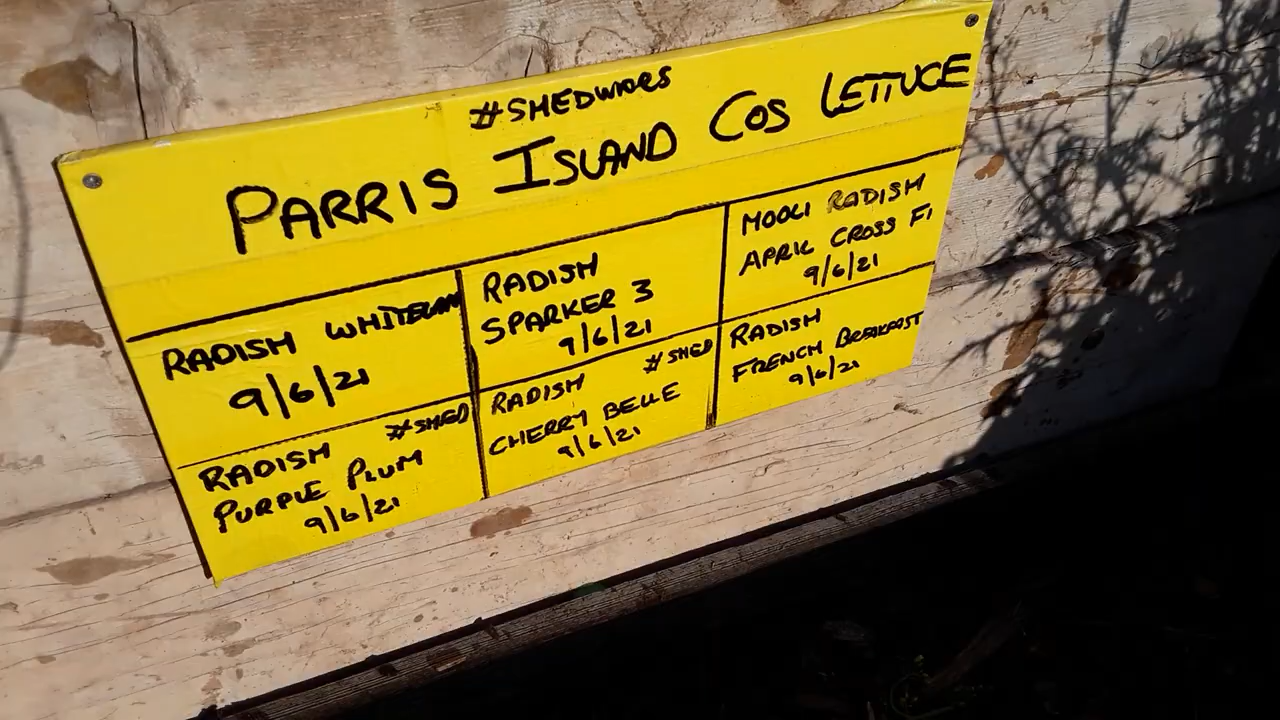 #SHEDWARS
PARRIS ISLAND COS LETTUCE
RADISH
9/6/21
RADISH
SPARKER 3
9/6/21
MOOLI RADISH
APRIL CROSS F1
9/6/21
#SHED
RADISH
PURPLE PLUM
9/6/21
#SHED
RADISH
CHERRY BELLE
9/6/21
RADISH
FRENCH BREAKFAST
9/6/21